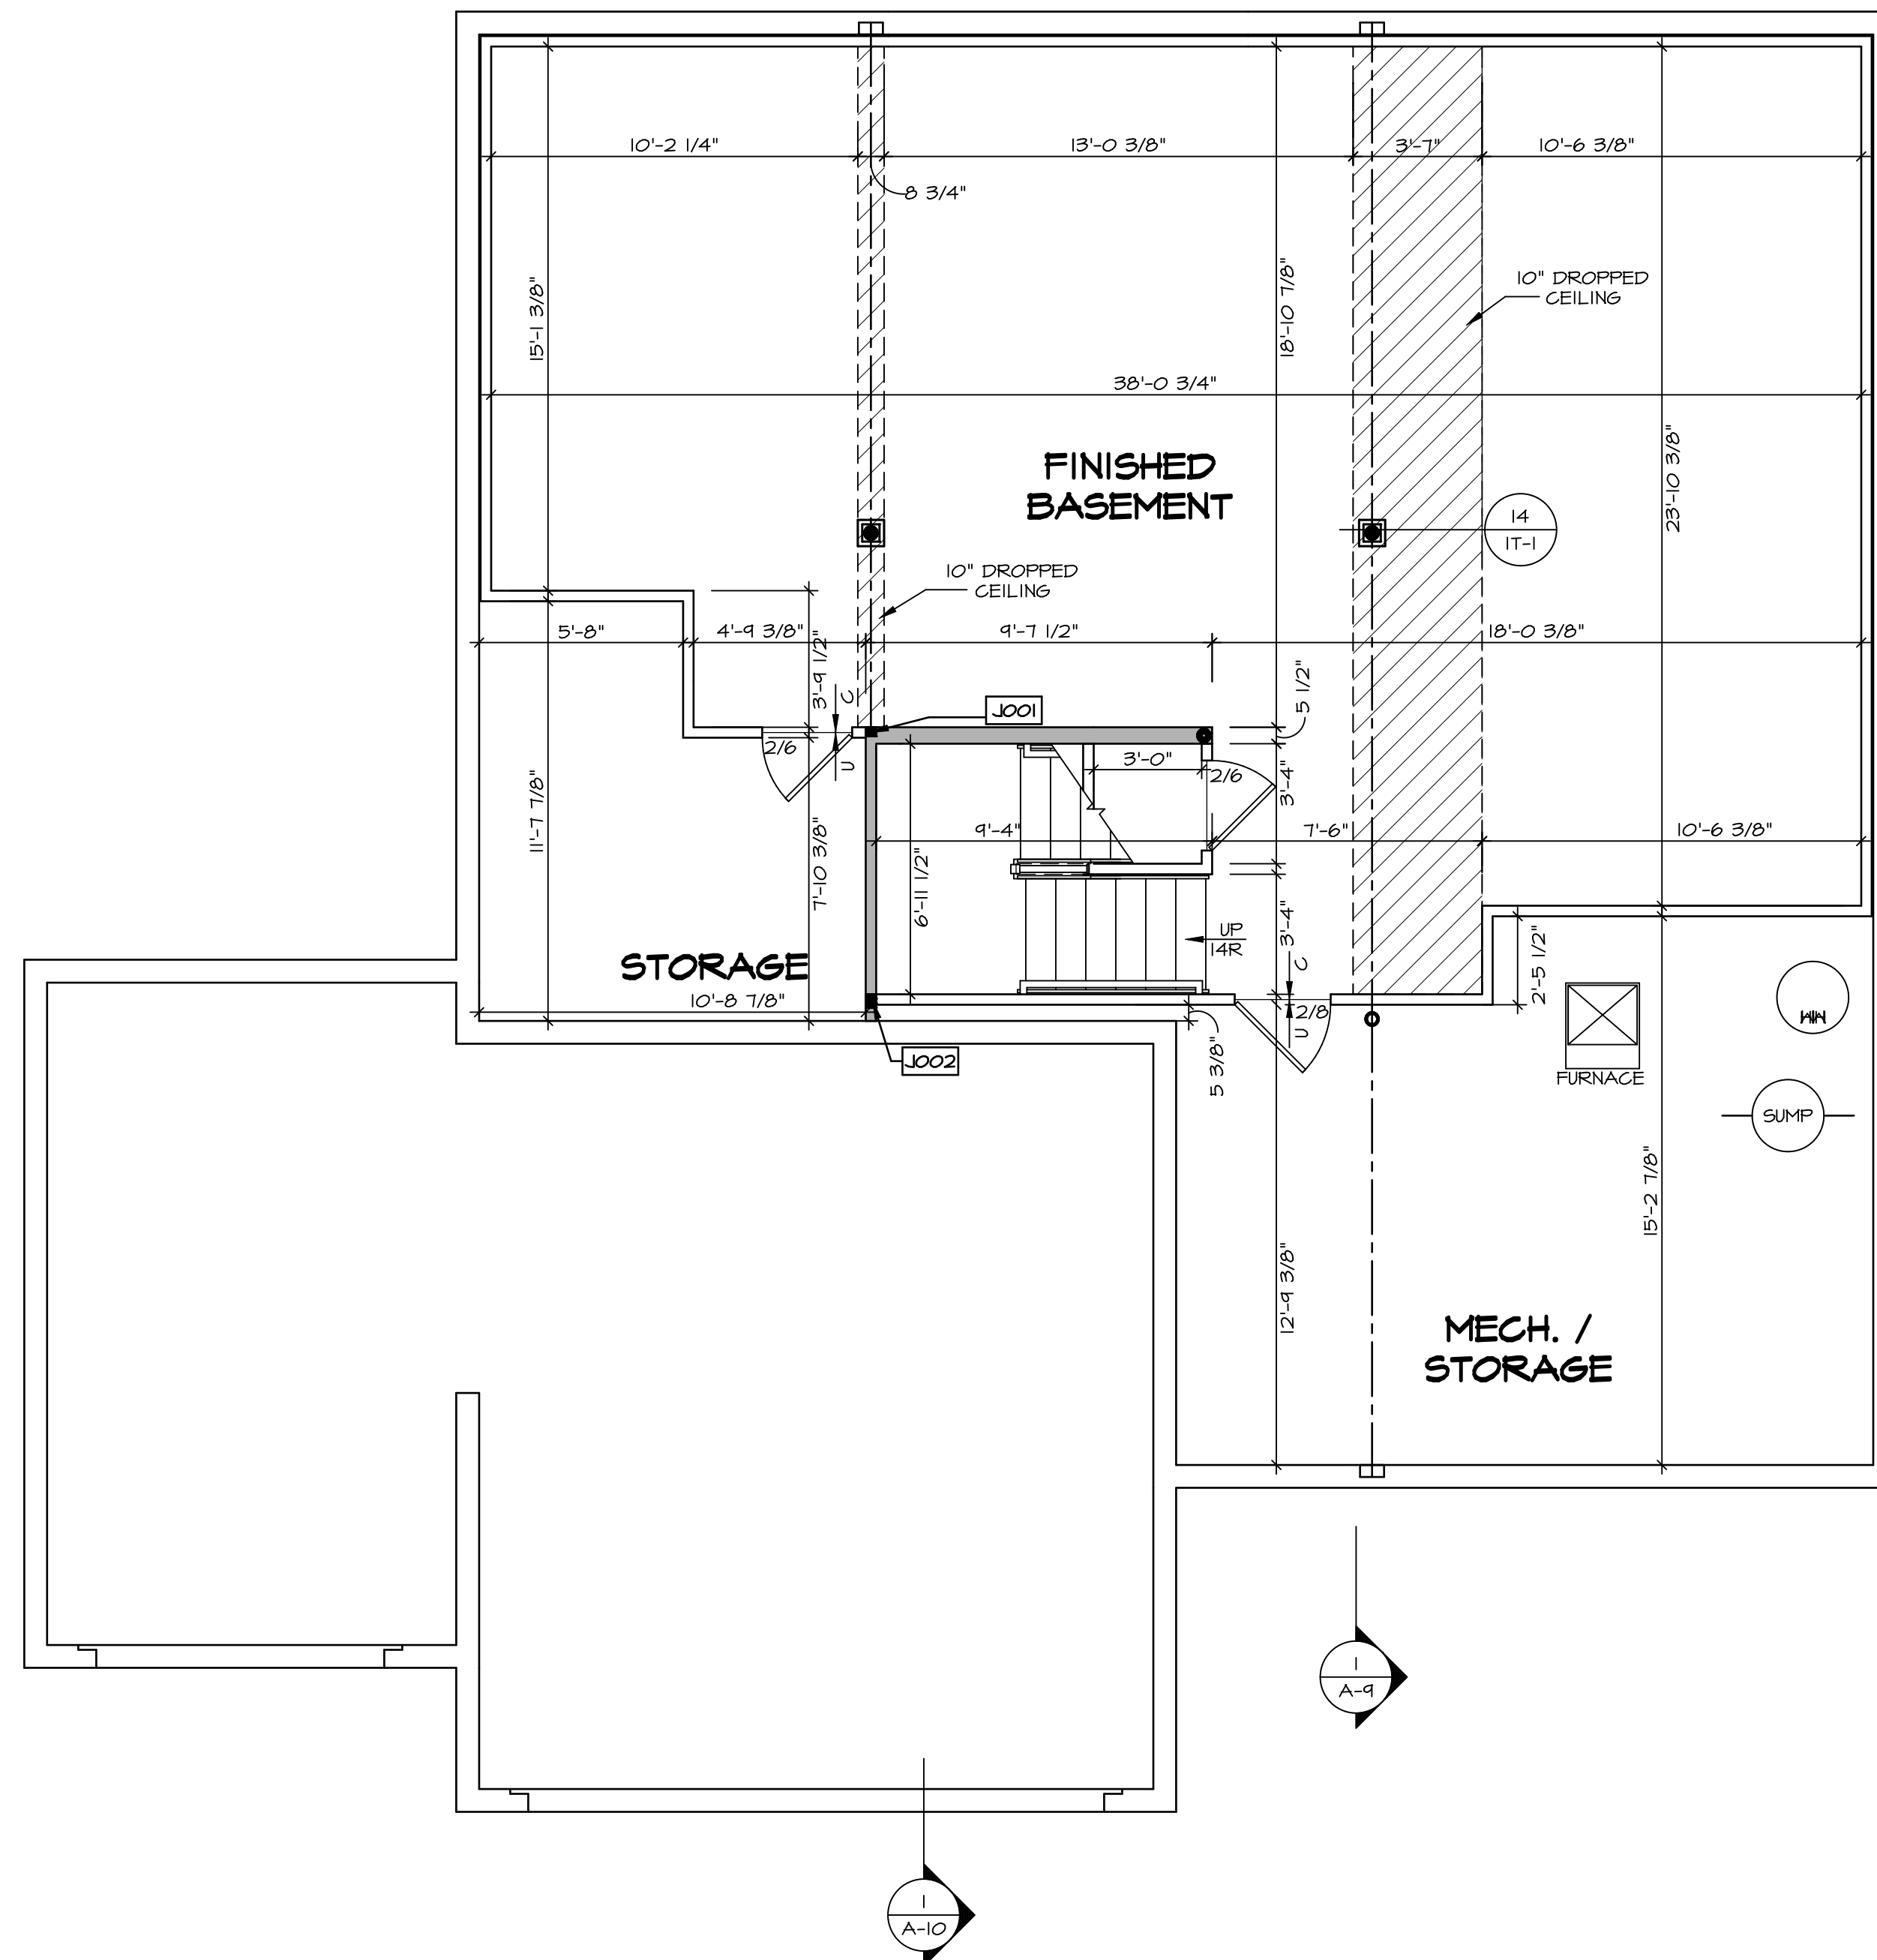 10'-2 1/4"
13'-0 3/8"
3'-7"
10'-6 3/8"
8 3/4"
15'-1 3/8"
18'-10 7/8"
10" DROPPED
CEILING
38'-0 3/4"
23'-10 3/8"
FINISHED
BASEMENT
14
1T-1
10" DROPPED
CEILING
5'-8"
4'-9 3/8"
9'-7 1/2"
18'-0 3/8"
3'-9 1/2"
C
U
5 1/2"
J001
2/6
3'-0"
2/6
3'-4"
11'-7 7/8"
7'-10 3/8"
9'-4"
7'-6"
10'-6 3/8"
6'-11 1/2"
3'-4"
UP
14R
C
U
2'-5 1/2"
STORAGE
10'-8 7/8"
2/8
5 3/8"
J002
FURNACE
SUMP
12'-9 3/8"
15'-2 7/8"
MECH. /
STORAGE
1
A-9
1
A-10